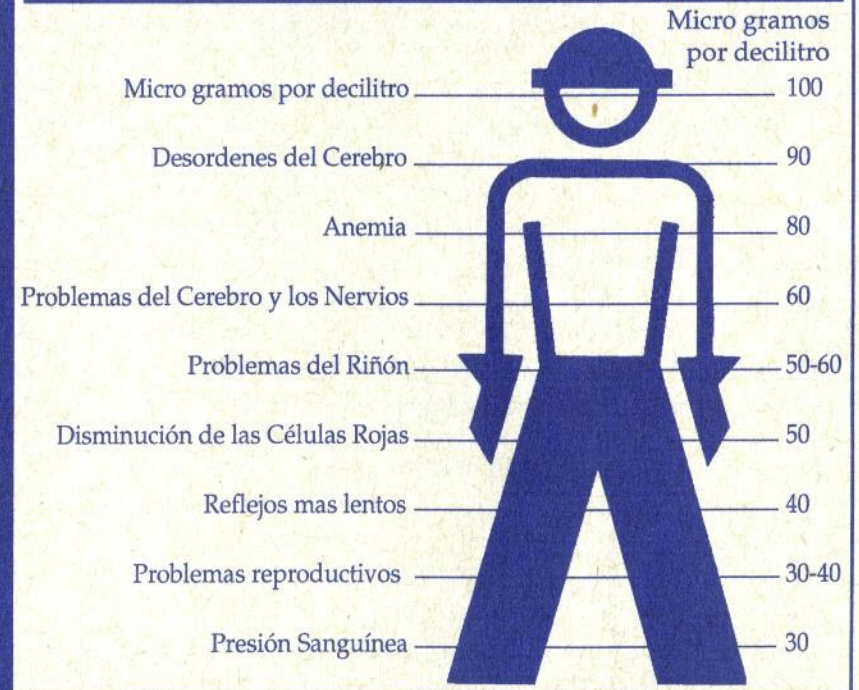 Micro gramos
por decilitro
Micro gramos por decilitro 100
Desordenes del Cerebro 90
Anemia 80
Problemas del Cerebro y los Nervios 60
Problemas del Riñón 50-60
Disminución de las Células Rojas 50
Reflejos mas lentos 40
Problemas reproductivos 30-40
Presión Sanguínea 30